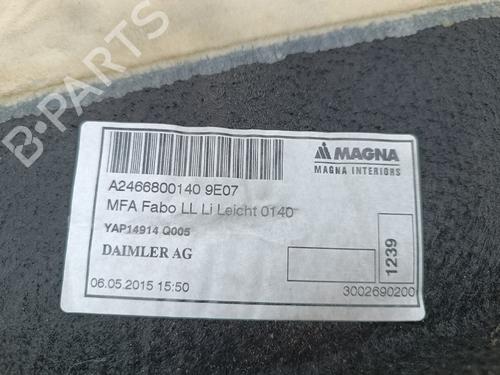 B-PARTS
MAGNA
MAGNA INTERIORS
A2466800140 9E07
MFA Fabo LL Li Leicht 0140
YAP14914 Q005
DAIMLER AG
1239
06.05.2015 15:50
3002690200